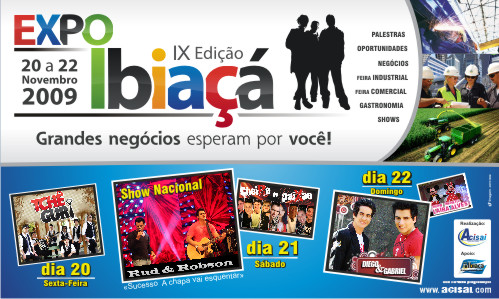 EXPO
IX Edição
Ibiaçá
20 a 22
Novembro
2009
PALESTRAS
OPORTUNIDADES
NEGÓCIOS
FEIRA INDUSTRIAL
FEIRA COMERCIAL
GASTRONOMIA
SHOWS
Grandes negócios esperam por você!
TCHÊ
GURI
dia 20
Sexta-Feira
Show Nacional
Rud & Robson
«Sucesso A chapa vai esquentar»
dia 21
Sábado
dia 22
Domingo
DIEGO
&GABRIEL
Realização:
Acisai
Apoio:
Ibiaçá
www.acisai.com